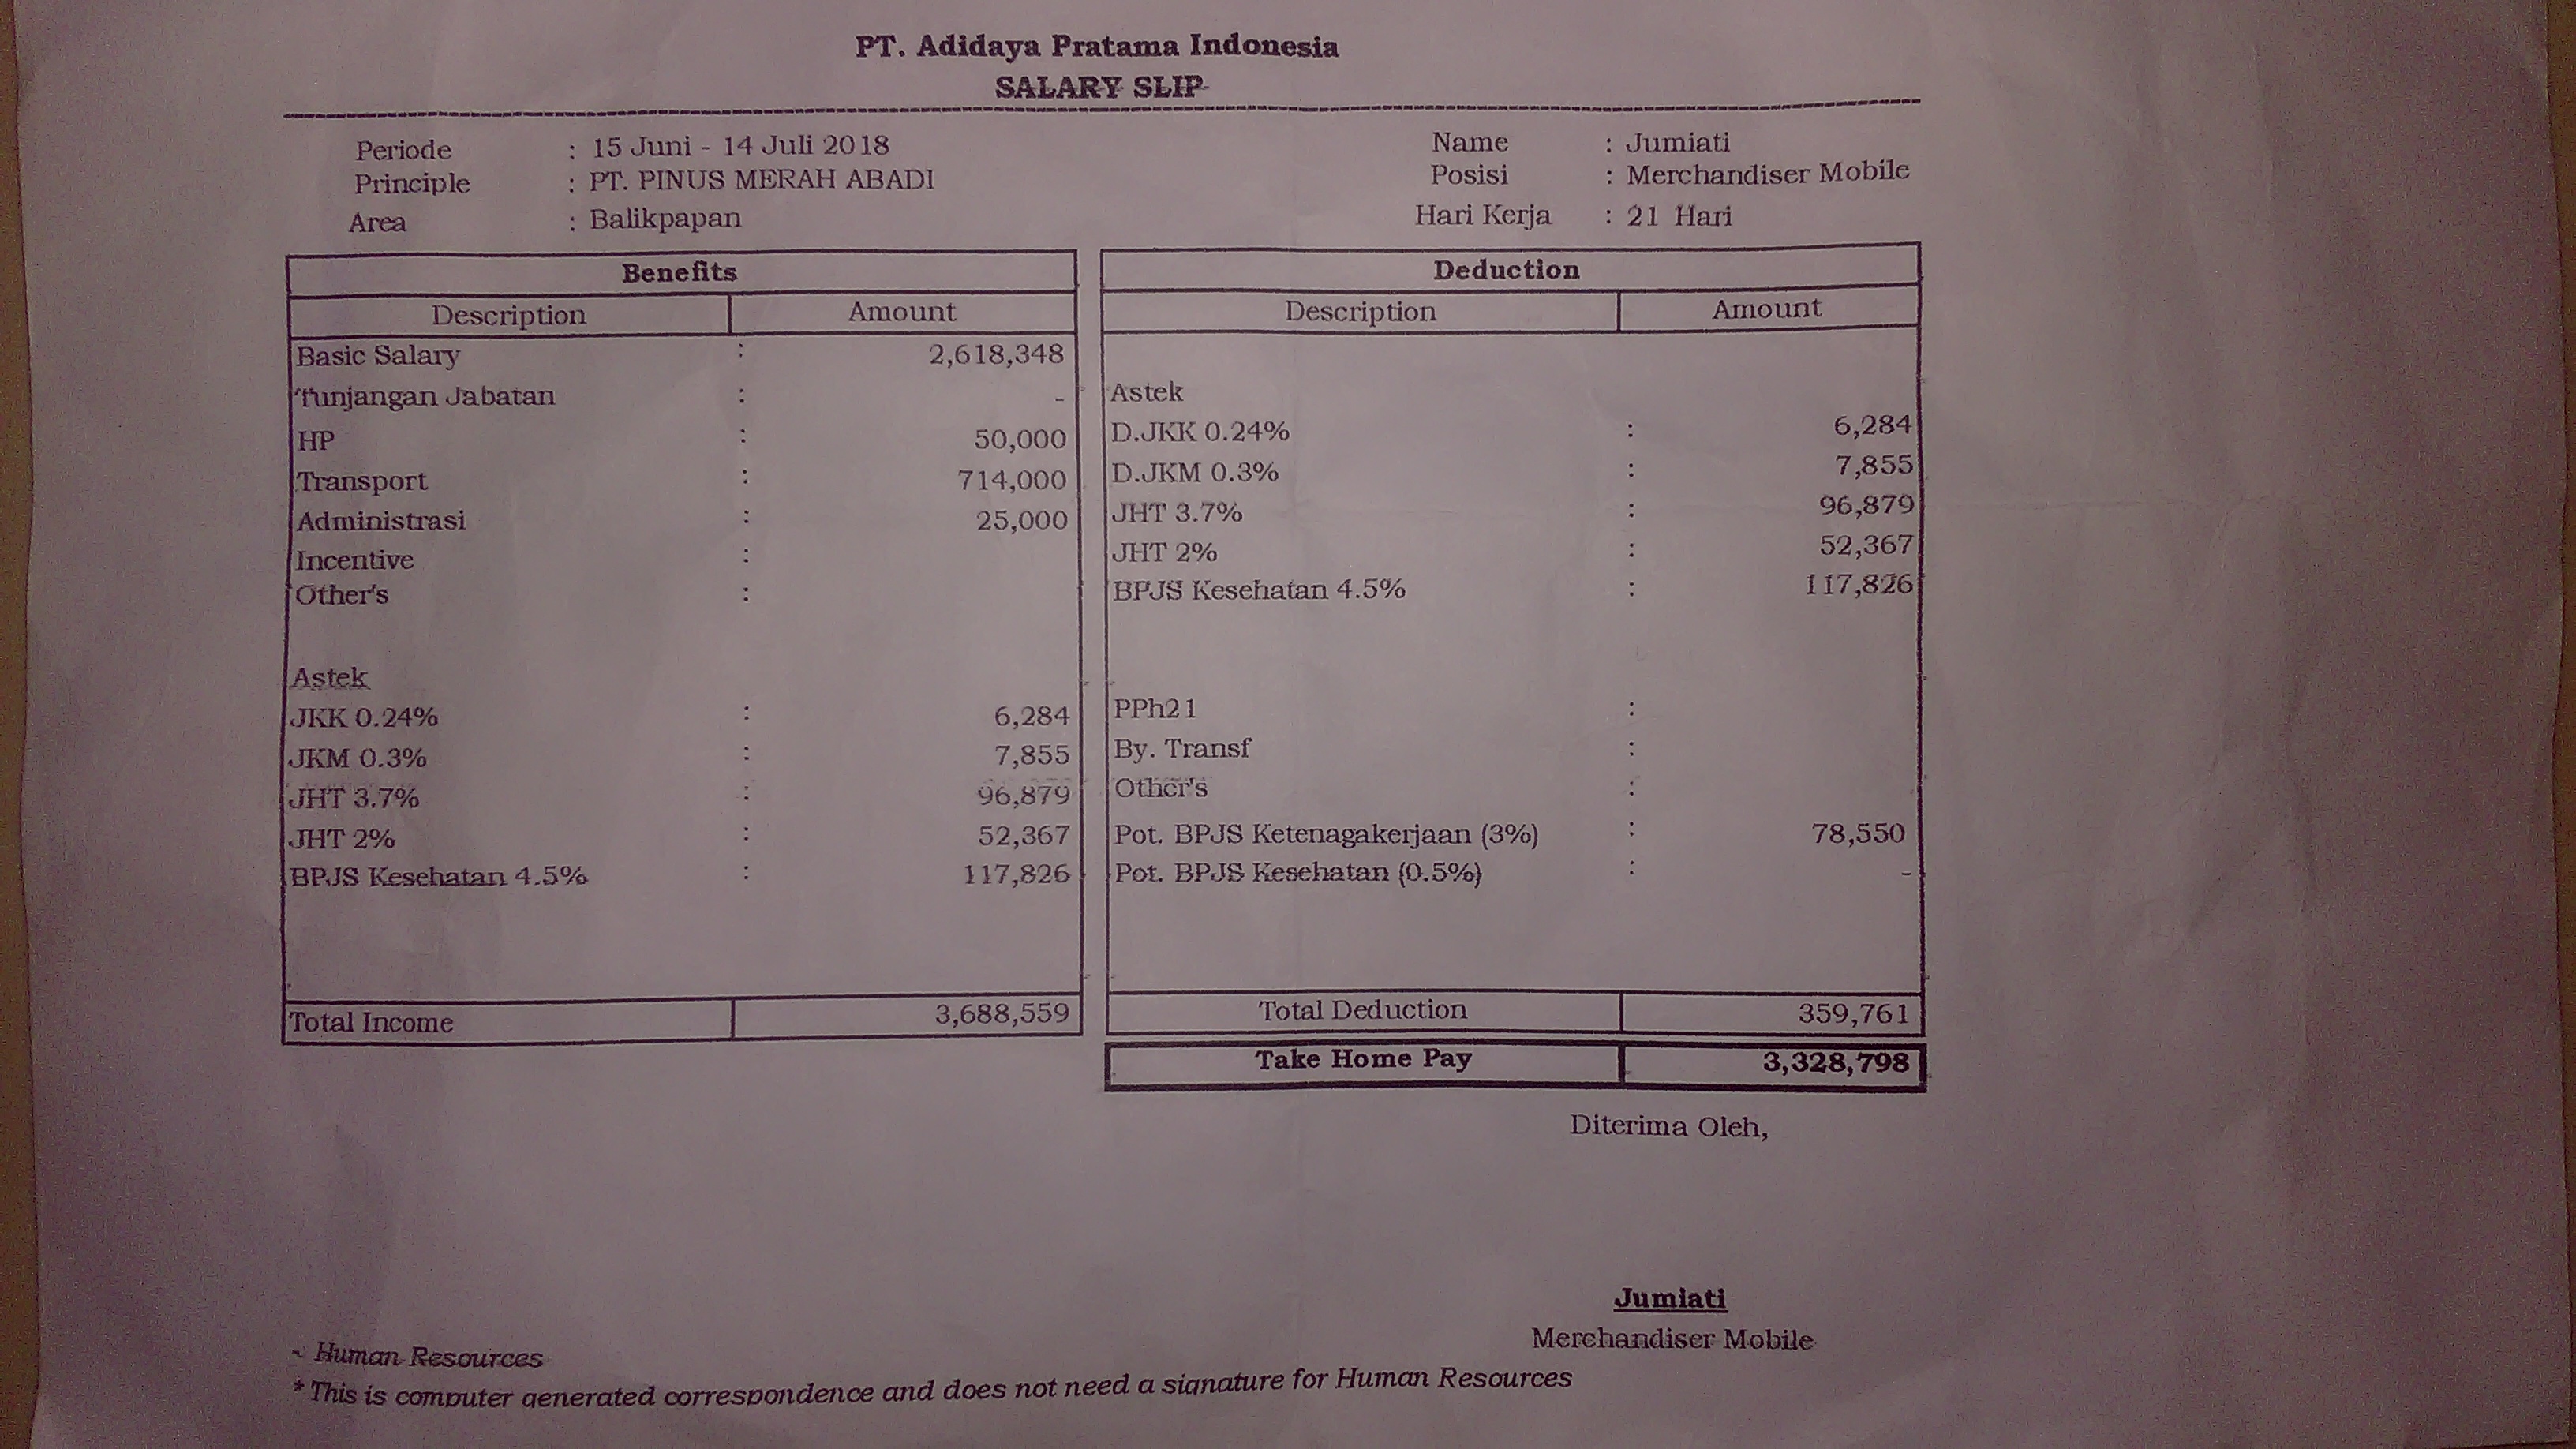 PT. Adidaya Pratama Indonesia
SALARY SLIP
Periode : 15 Juni - 14 Juli 2018
Principle : PT. PINUS MERAH ABADI
Area : Balikpapan
Name : Jumiati
Posisi : Merchandiser Mobile
Hari Kerja : 21 Hari
Benefits
Description Amount
Basic Salary : 2,618,348
Tunjangan Jabatan : -
HP : 50,000
Transport : 714,000
Administrasi : 25,000
Incentive :
Other's :
Astek
JKK 0.24% : 6,284
JKM 0.3% : 7,855
JHT 3.7% : 96,879
JHT 2% : 52,367
BPJS Kesehatan 4.5% : 117,826
Total Income 3,688,559
Deduction
Description Amount
Astek
D.JKK 0.24% : 6,284
D.JKM 0.3% : 7,855
JHT 3.7% : 96,879
JHT 2% : 52,367
BPJS Kesehatan 4.5% : 117,826
PPh21 :
By. Transf :
Other's :
Pot. BPJS Ketenagakerjaan (3%) : 78,550
Pot. BPJS Kesehatan (0.5%) : -
Total Deduction 359,761
Take Home Pay 3,328,798
Diterima Oleh,
Jumiati
Merchandiser Mobile
- Human Resources
* This is computer generated correspondence and does not need a signature for Human Resources